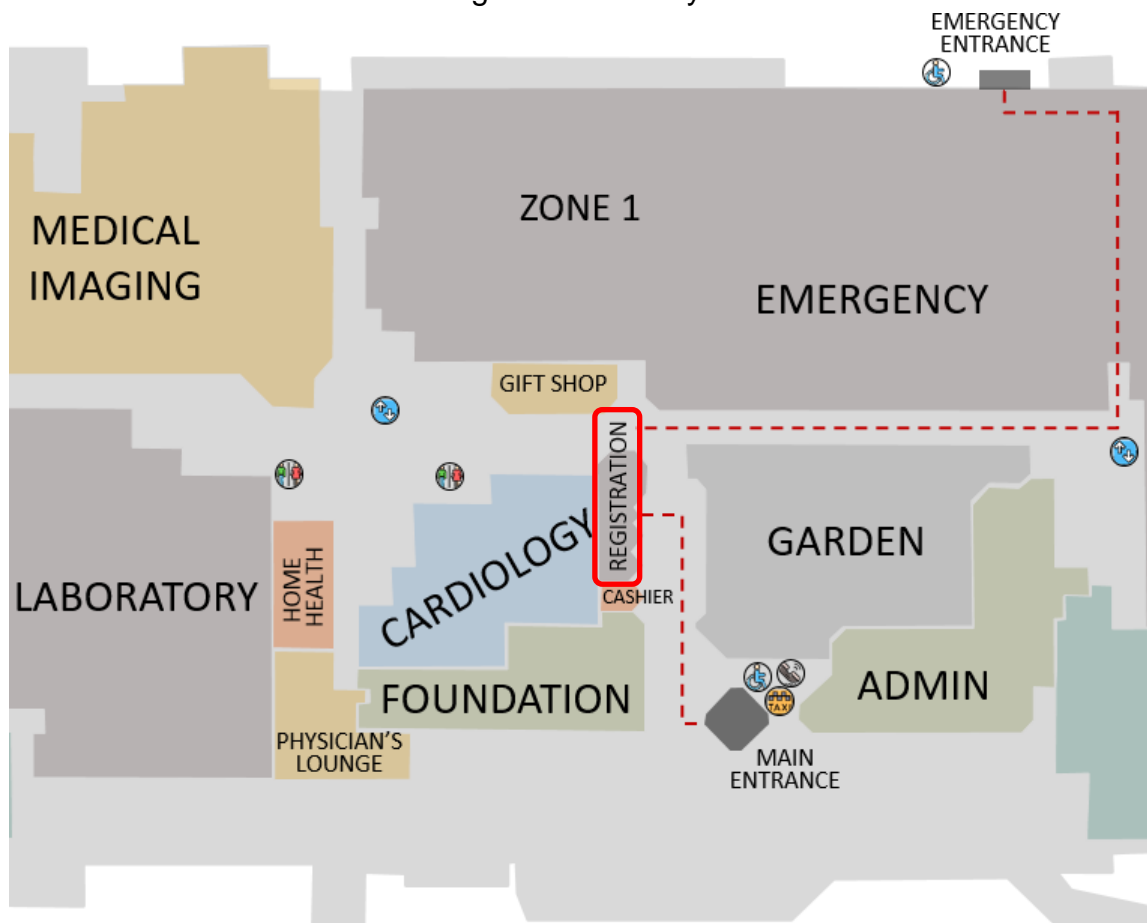 EMERGENCY
ENTRANCE
ZONE 1
MEDICAL
IMAGING
EMERGENCY
GIFT SHOP
REGISTRATION
GARDEN
CARDIOLOGY
HOME
HEALTH
LABORATORY
CASHIER
FOUNDATION
ADMIN
TAXI
PHYSICIAN'S
LOUNGE
MAIN
ENTRANCE